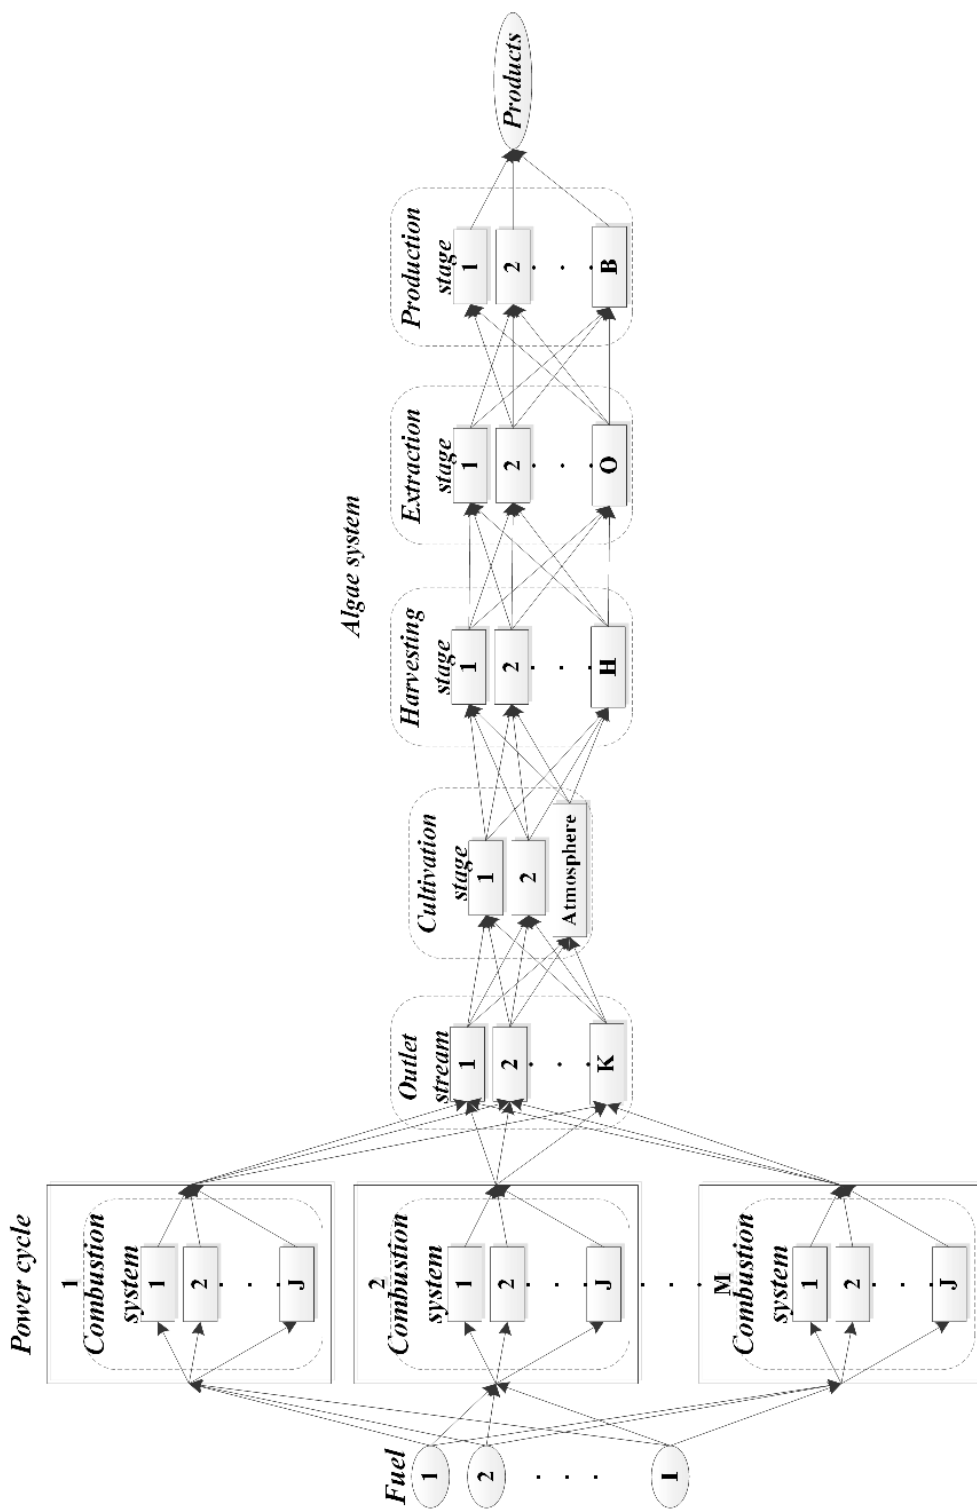 Power cycle
Fuel
1
2
I
1
Combustion
system
1
2
J
2
Combustion
system
1
2
J
M
Combustion
system
1
2
J
Outlet
stream
1
2
K
Algae system
Cultivation
stage
1
2
Atmosphere
Harvesting
stage
1
2
H
Extraction
stage
1
2
O
Production
stage
1
2
B
Products